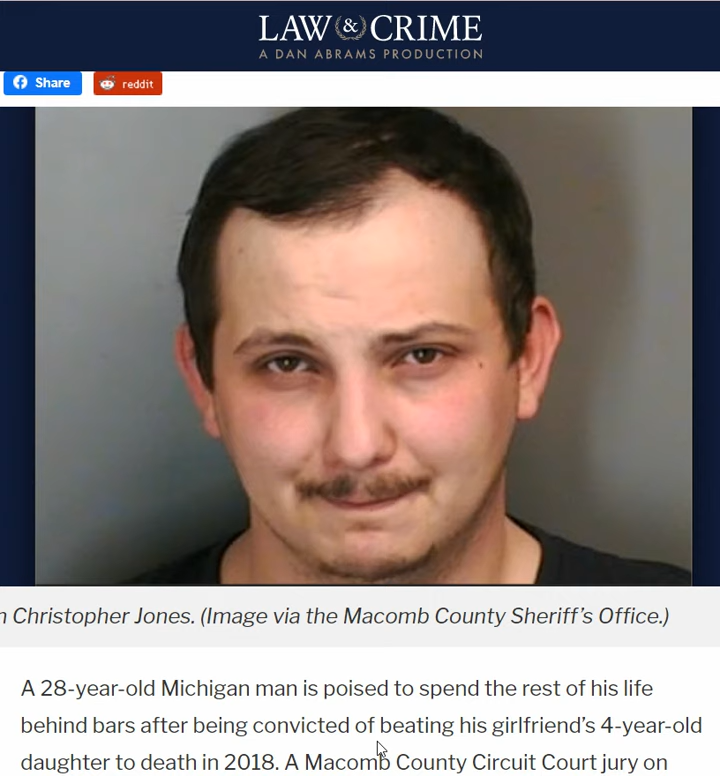 LAW & CRIME
A DAN ABRAMS PRODUCTION
Share
reddit
n Christopher Jones. (Image via the Macomb County Sheriff's Office.)
A 28-year-old Michigan man is poised to spend the rest of his life
behind bars after being convicted of beating his girlfriend’s 4-year-old
daughter to death in 2018. A Macomb County Circuit Court jury on